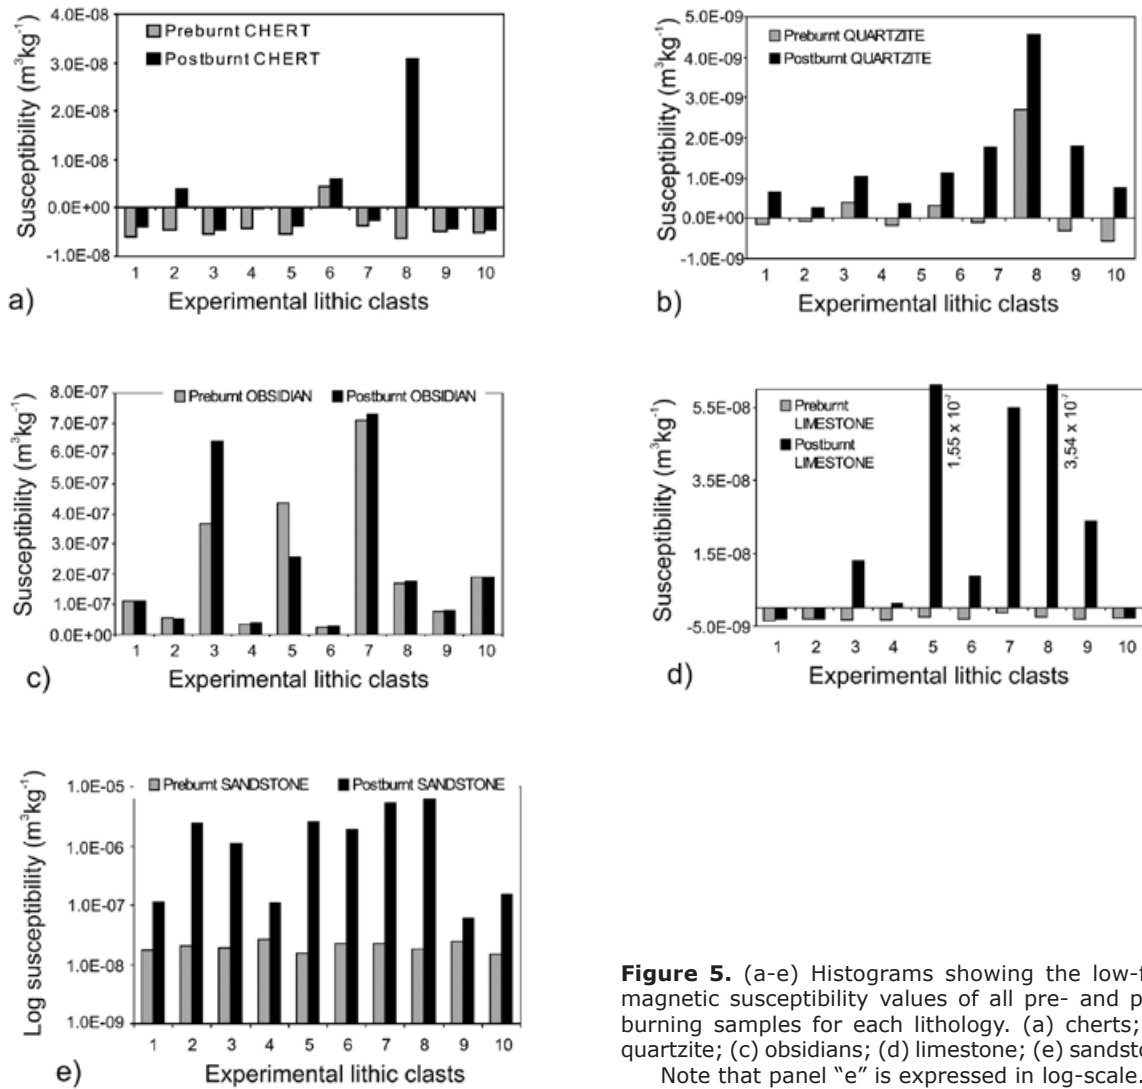 Susceptibility (m³kg⁻¹)
4.0E-08
3.0E-08
2.0E-08
1.0E-08
0.0E+00
-1.0E-08
Preburnt CHERT
Postburnt CHERT
1 2 3 4 5 6 7 8 9 10
Experimental lithic clasts
a)
Susceptibility (m³kg⁻¹)
5.0E-09
4.0E-09
3.0E-09
2.0E-09
1.0E-09
0.0E+00
-1.0E-09
Preburnt QUARTZITE
Postburnt QUARTZITE
1 2 3 4 5 6 7 8 9 10
Experimental lithic clasts
b)
Susceptibility (m³kg⁻¹)
8.0E-07
7.0E-07
6.0E-07
5.0E-07
4.0E-07
3.0E-07
2.0E-07
1.0E-07
0.0E+00
Preburnt OBSIDIAN Postburnt OBSIDIAN
1 2 3 4 5 6 7 8 9 10
Experimental lithic clasts
c)
Susceptibility (m³kg⁻¹)
5.5E-08
3.5E-08
1.5E-08
-5.0E-09
Preburnt
LIMESTONE
Postburnt
LIMESTONE
1,55 x 10⁻⁷
3,54 x 10⁻⁷
1 2 3 4 5 6 7 8 9 10
Experimental lithic clasts
d)
Log susceptibility (m³kg⁻¹)
1.0E-05
1.0E-06
1.0E-07
1.0E-08
1.0E-09
Preburnt SANDSTONE Postburnt SANDSTONE
1 2 3 4 5 6 7 8 9 10
Experimental lithic clasts
e)
Figure 5. (a-e) Histograms showing the low-f
magnetic susceptibility values of all pre- and p
burning samples for each lithology. (a) cherts;
quartzite; (c) obsidians; (d) limestone; (e) sandsto
Note that panel "e" is expressed in log-scale.